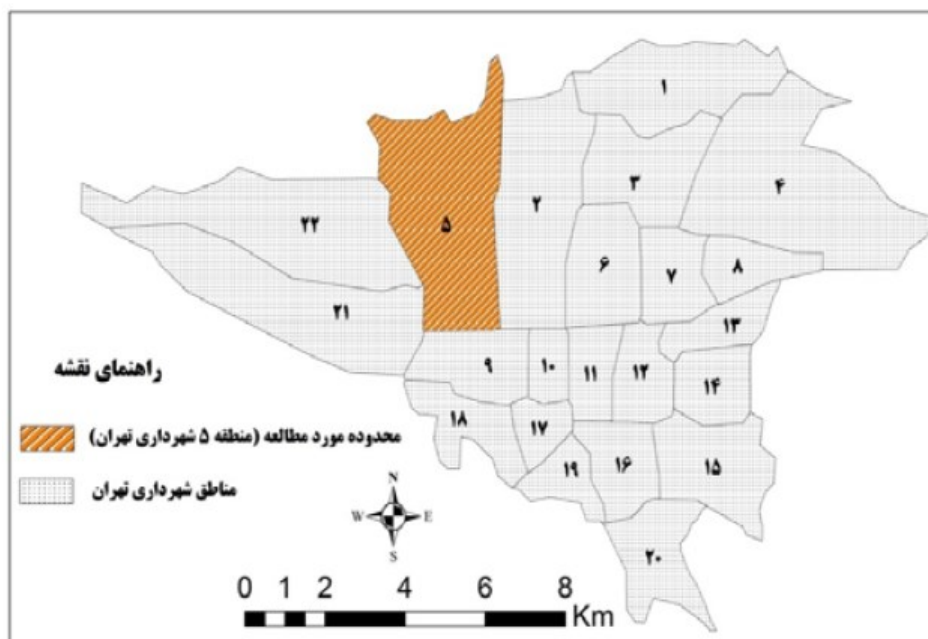 ۱
۳
۴
۲
۵
۲۲
۶
۷
۸
۲۱
۱۳
۹
۱۰
۱۱
۱۲
۱۴
۱۸
۱۷
۱۹
۱۶
۱۵
۲۰
راهنمای نقشه
محدوده مورد مطالعه (منطقه ۵ شهرداری تهران)
مناطق شهرداری تهران
N
W E
S
0 1 2 4 6 8
Km